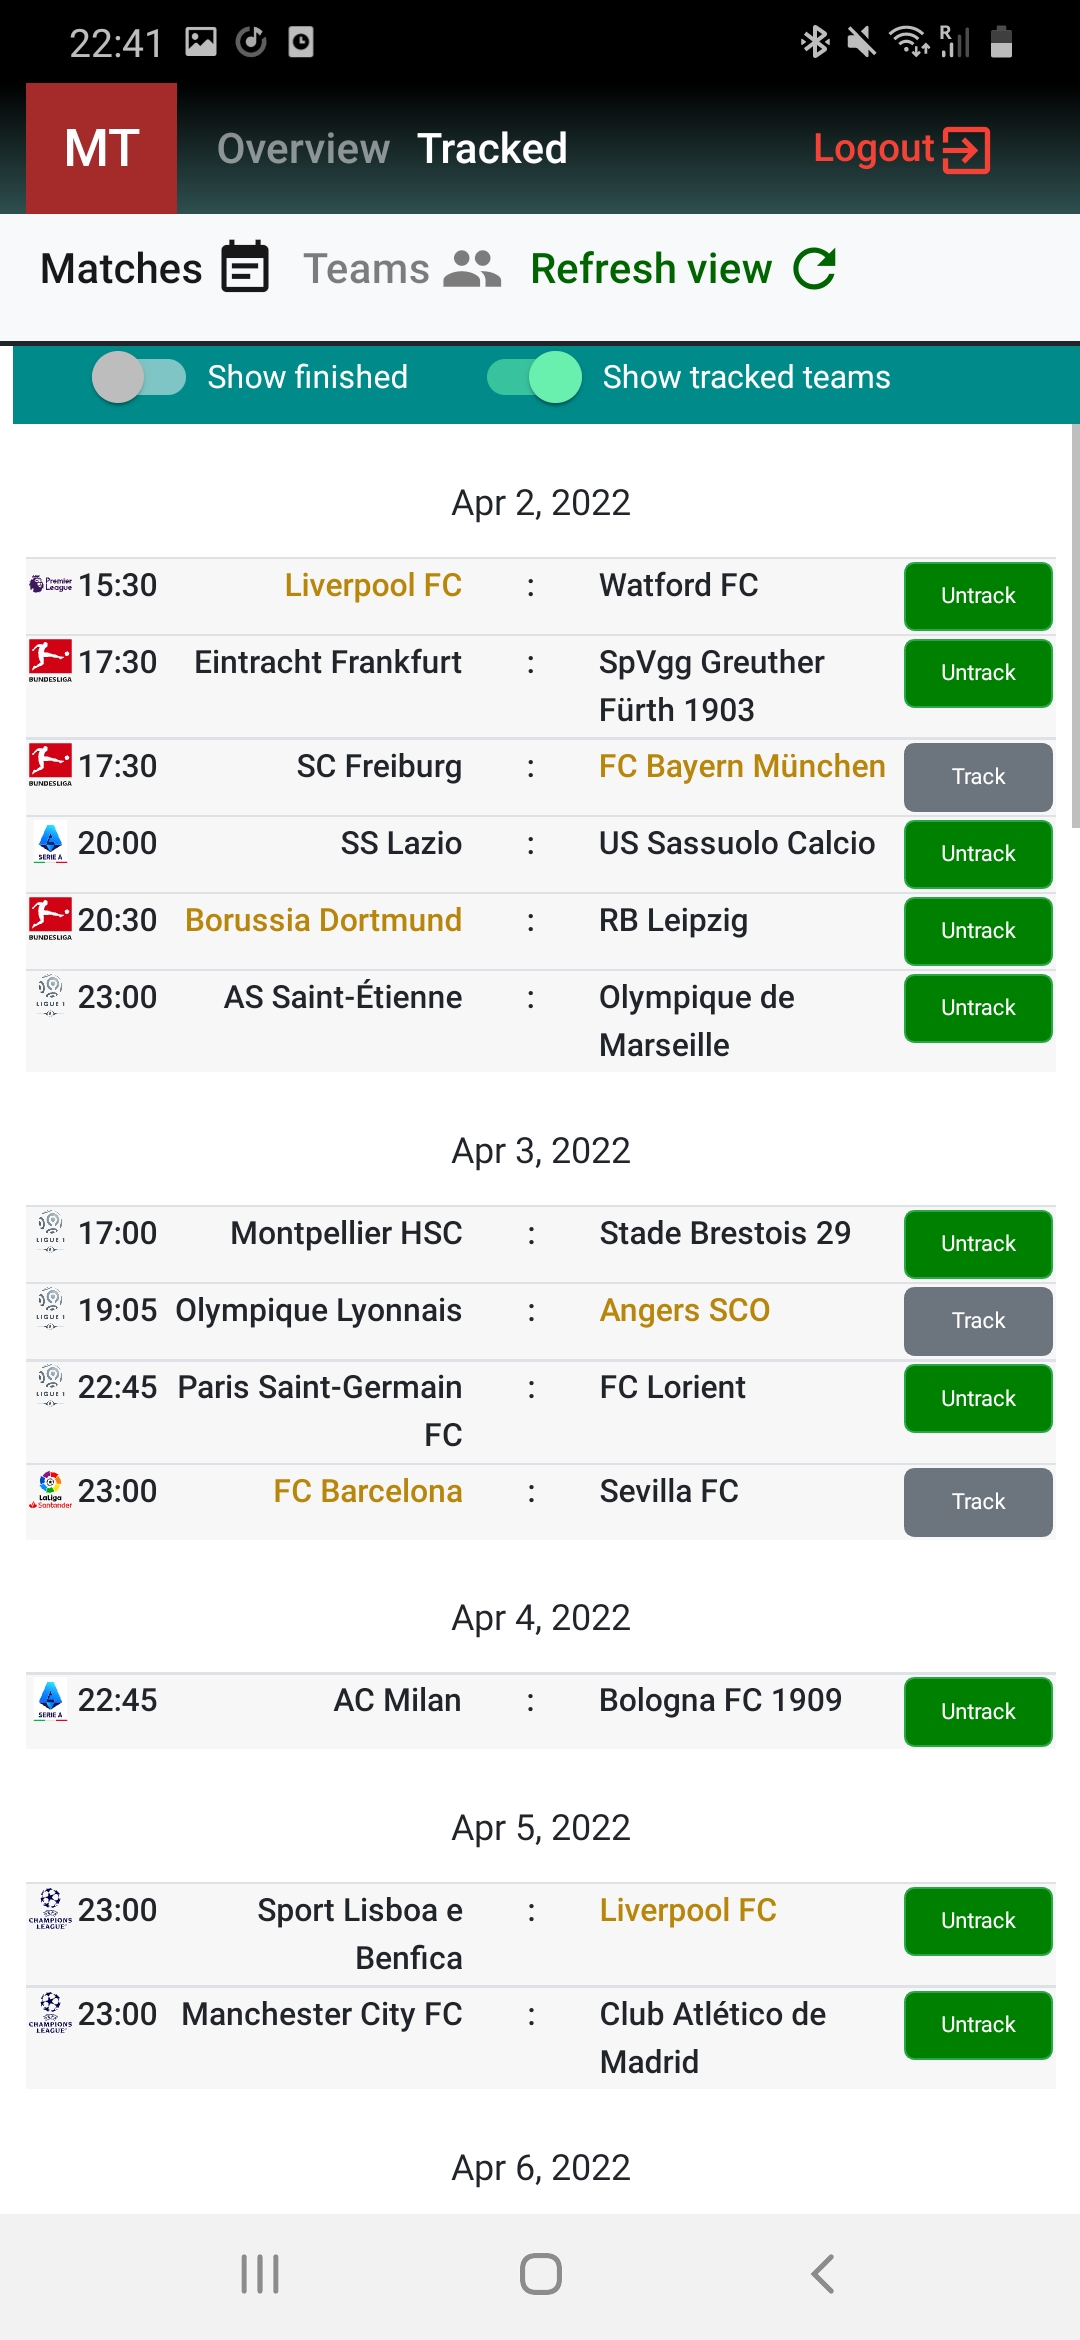 22:41
R
MT Overview Tracked Logout
Matches Teams Refresh view
Show finished Show tracked teams
Apr 2, 2022
Premier League 15:30 Liverpool FC : Watford FC Untrack
BUNDESLIGA 17:30 Eintracht Frankfurt : SpVgg Greuther Untrack
Fürth 1903
BUNDESLIGA 17:30 SC Freiburg : FC Bayern München Track
SERIE A 20:00 SS Lazio : US Sassuolo Calcio Untrack
BUNDESLIGA 20:30 Borussia Dortmund : RB Leipzig Untrack
LIGUE 1 23:00 AS Saint-Étienne : Olympique de Untrack
Marseille
Apr 3, 2022
LIGUE 1 17:00 Montpellier HSC : Stade Brestois 29 Untrack
LIGUE 1 19:05 Olympique Lyonnais : Angers SCO Track
LIGUE 1 22:45 Paris Saint-Germain : FC Lorient Untrack
FC
LaLiga Santander 23:00 FC Barcelona : Sevilla FC Track
Apr 4, 2022
SERIE A 22:45 AC Milan : Bologna FC 1909 Untrack
Apr 5, 2022
CHAMPIONS LEAGUE 23:00 Sport Lisboa e : Liverpool FC Untrack
Benfica
CHAMPIONS LEAGUE 23:00 Manchester City FC : Club Atlético de Untrack
Madrid
Apr 6, 2022